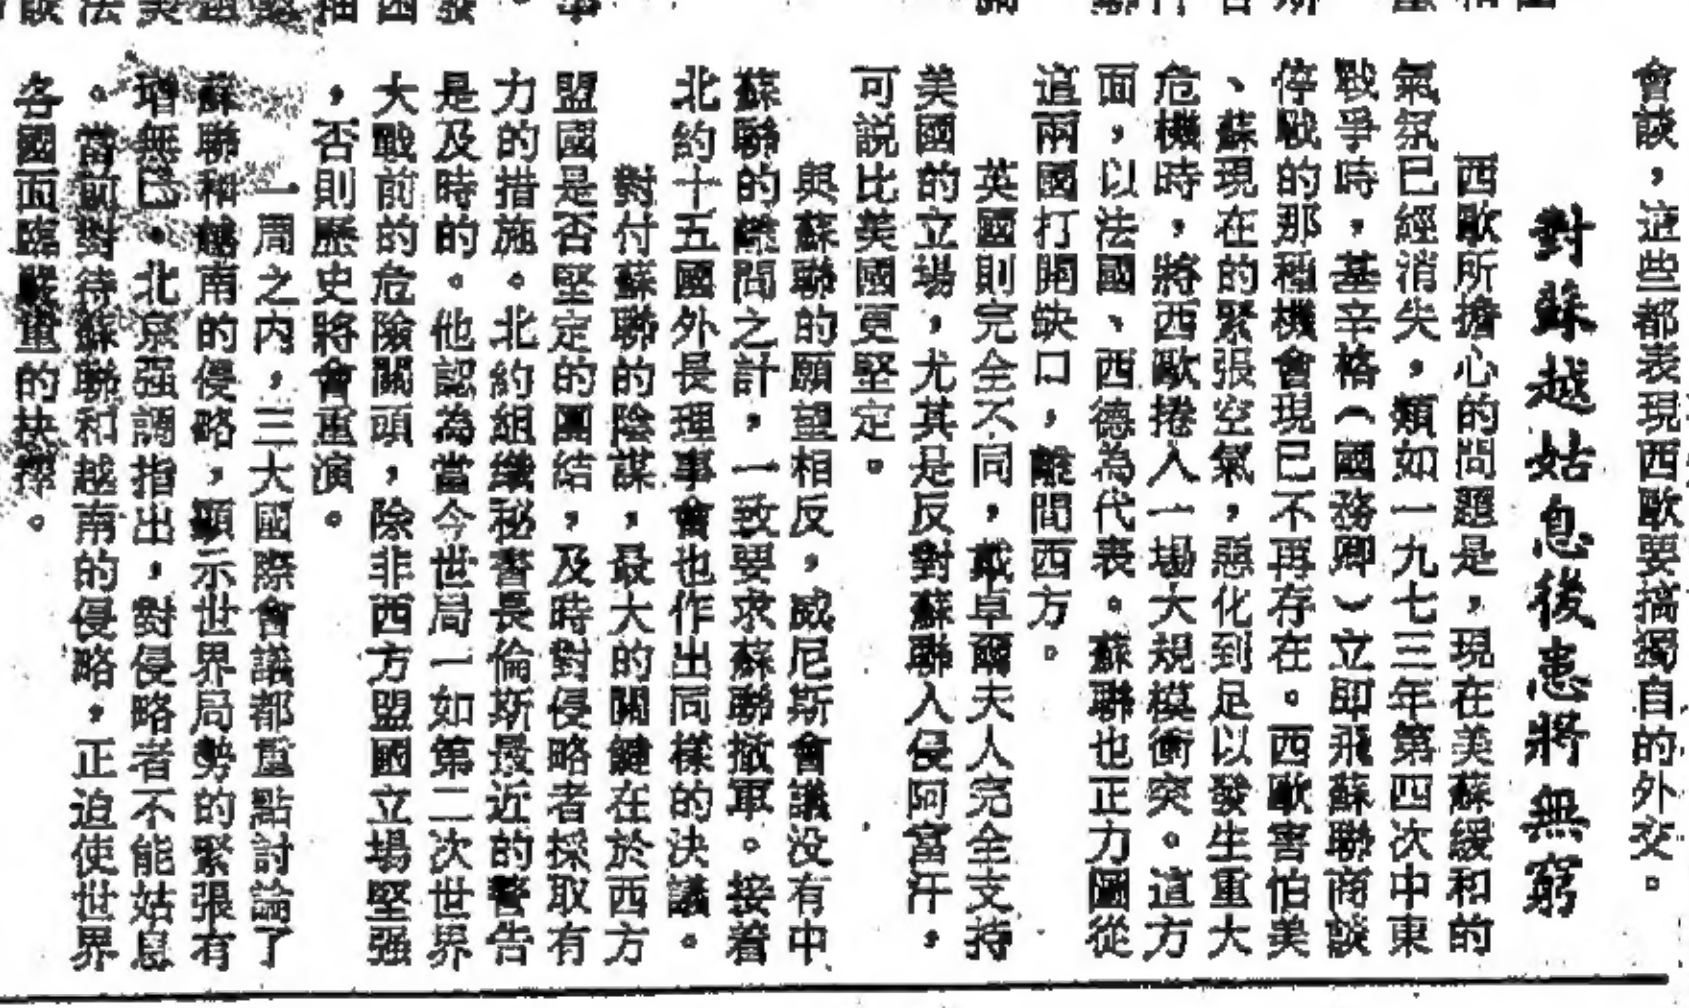 會談，這些都表現西歐要搞獨自的外交。
對蘇越姑息後患將無窮
西歐所擔心的問題是，現在美蘇緩和的
氣氛已經消失，類如一九七三年第四次中東
戰爭時，基辛格（國務卿）立即飛蘇聯商談
停戰的那種機會現已不再存在。西歐害怕美
、蘇現在的緊張空氣，惡化到足以發生重大
危機時，將西歐捲入一場大規模衝突。這方
面，以法國、西德為代表。蘇聯也正力圖從
這兩國打開缺口，離間西方。
英國則完全不同，戴卓爾夫人完全支持
美國的立場，尤其是反對蘇聯入侵阿富汗，
可説比美國更堅定。
與蘇聯的願望相反，威尼斯會議没有中
蘇聯的離間之計，一致要求蘇聯撤軍。接着
北約十五國外長理事會也作出同樣的決議。
對付蘇聯的陰謀，最大的關鍵在於西方
盟國是否堅定的團結，及時對侵略者採取有
力的措施。北約組織秘書長倫斯最近的警告
是及時的。他認為當今世局一如第二次世界
大戰前的危險關頭，除非西方盟國立場堅强
，否則歷史將會重演。
一周之内，三大國際會議都重點討論了
蘇聯和越南的侵略，顯示世界局勢的緊張有
增無已。北京强調指出，對侵略者不能姑息
。當前對待蘇聯和越南的侵略，正迫使世界
各國面臨嚴重的抉擇。